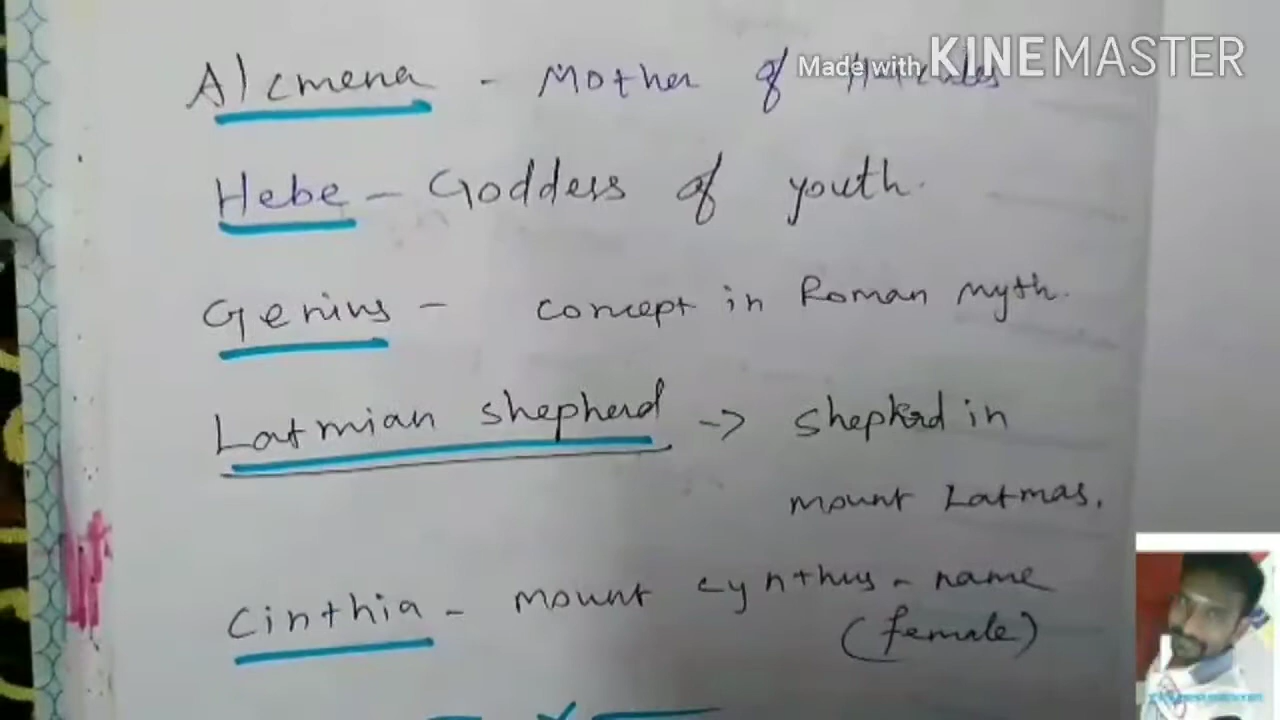 Alcmena - Mother of
Made with KINEMASTER
Hebe - Goddess of youth.
Genius - concept in Roman myth.
Latmian shepherd -> shepherd in
mount Latmas.
Cinthia - mount cynthus - name
(female)